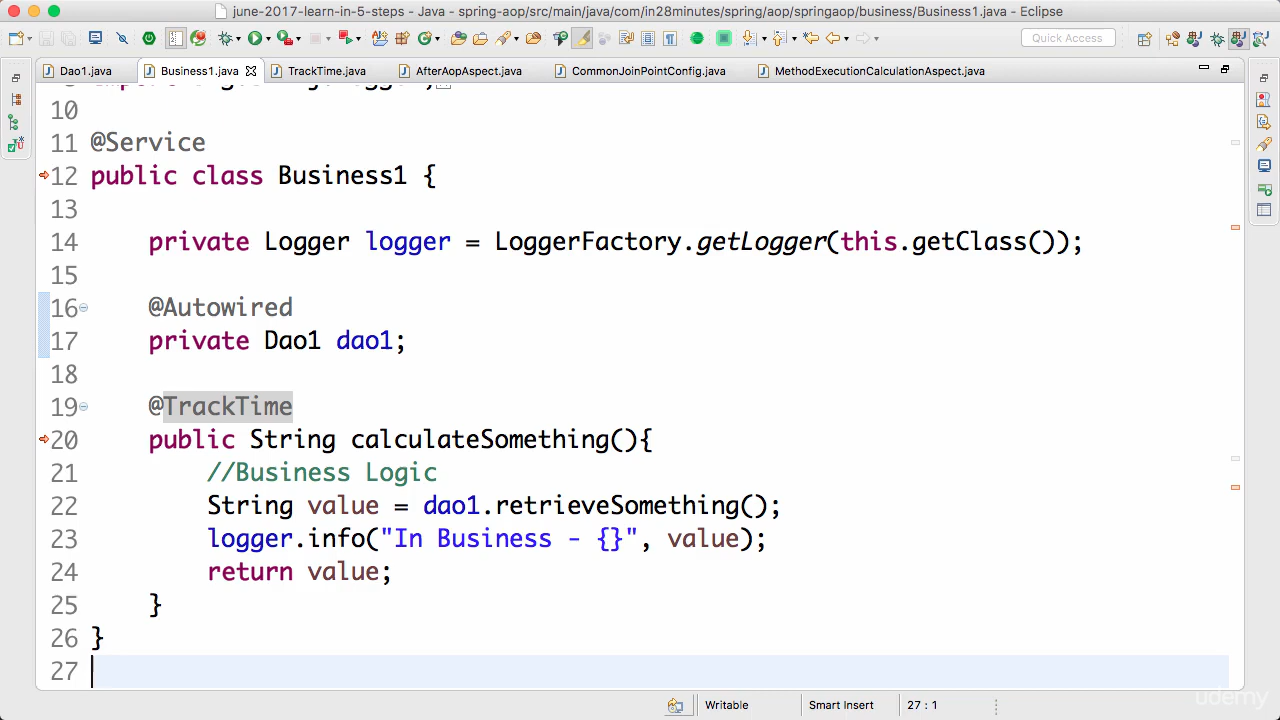 june-2017-learn-in-5-steps - Java - spring-aop/src/main/java/com/in28minutes/spring/aop/springaop/business/Business1.java - Eclipse
Quick Access
Dao1.java Business1.java TrackTime.java AfterAopAspect.java CommonJoinPointConfig.java MethodExecutionCalculationAspect.java
10
11 @Service
12 public class Business1 {
13
14 private Logger logger = LoggerFactory.getLogger(this.getClass());
15
16 @Autowired
17 private Dao1 dao1;
18
19 @TrackTime
20 public String calculateSomething(){
21 //Business Logic
22 String value = dao1.retrieveSomething();
23 logger.info("In Business - {}", value);
24 return value;
25 }
26 }
27
Writable Smart Insert 27 : 1
udemy